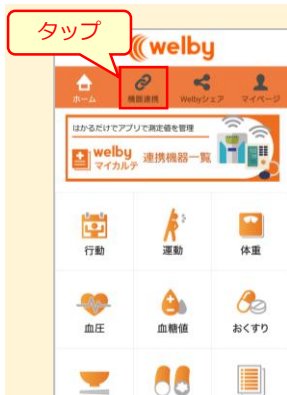 タップ
welby
ホーム
機器連携
Welbyシェア
マイページ
はかるだけでアプリで測定値を管理
welby
マイカルテ
連携機器一覧
行動
運動
体重
血圧
血糖値
おくすり